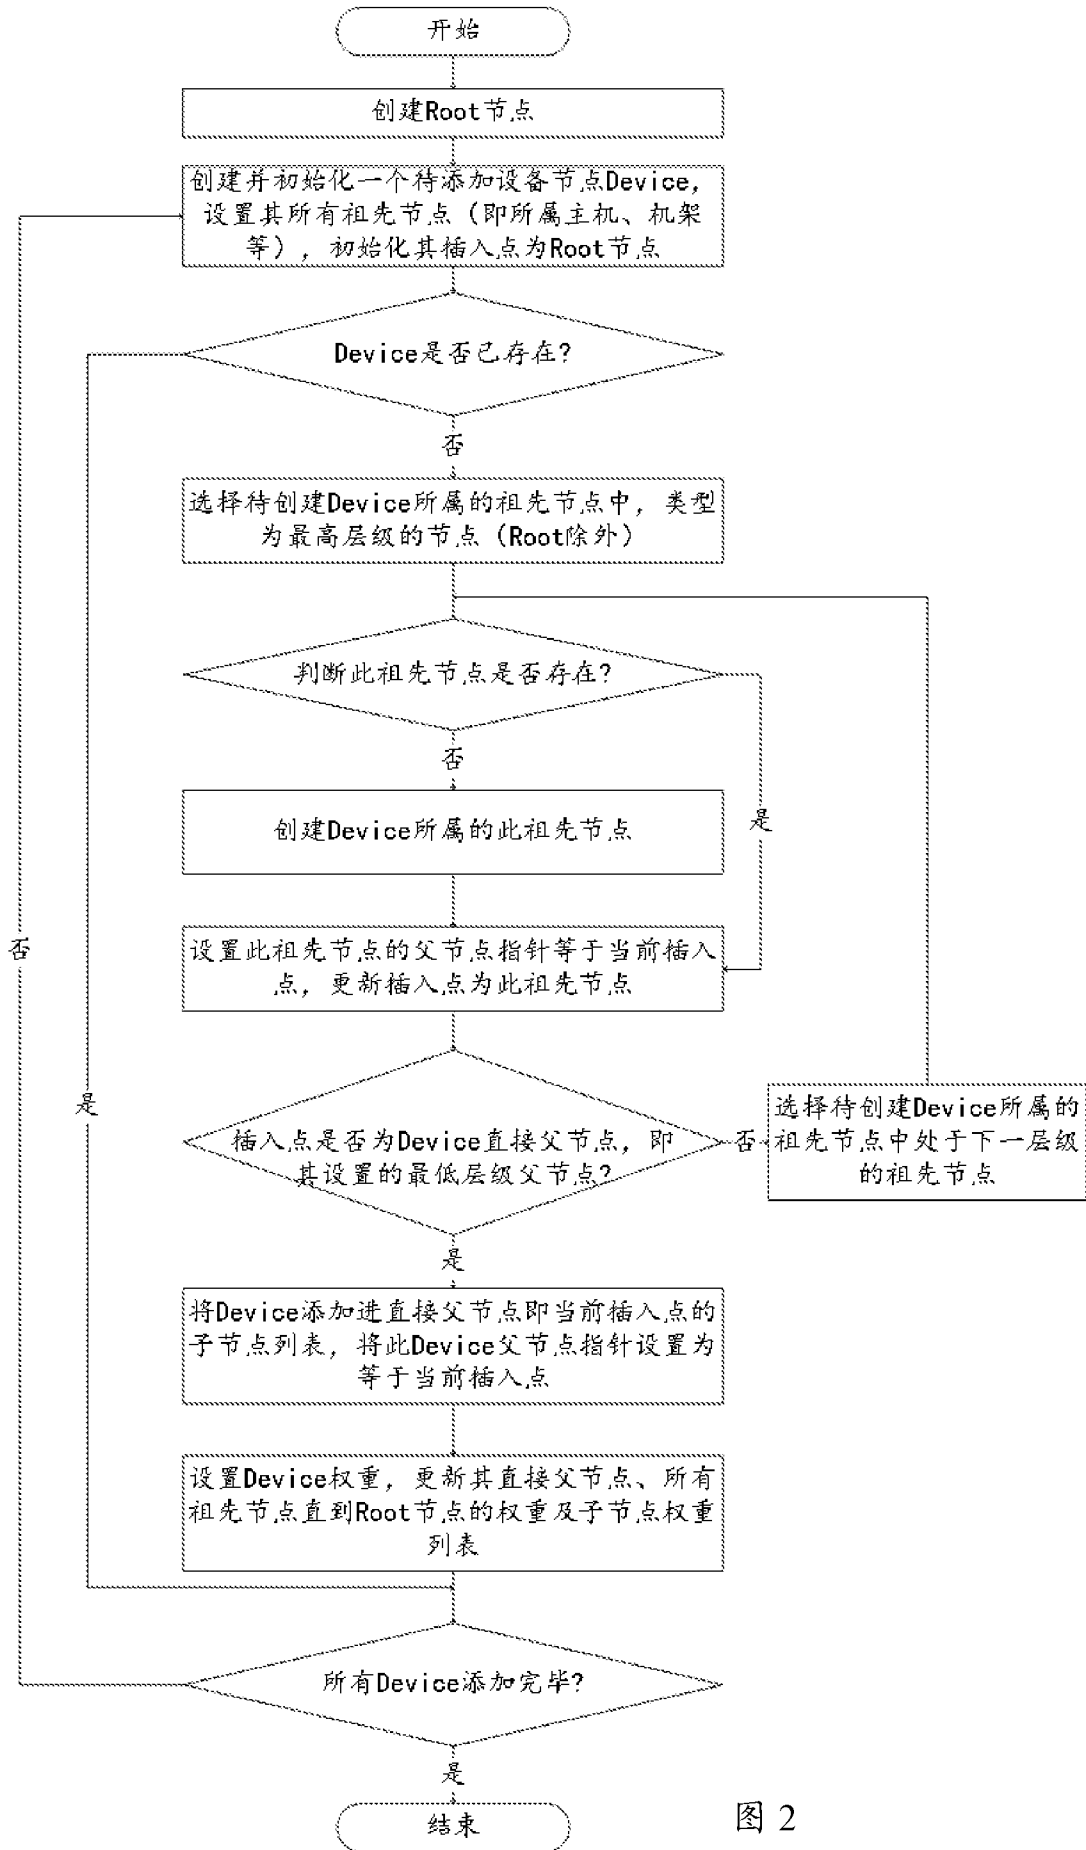 开始
创建Root节点
创建并初始化一个待添加设备节点Device,
设置其所有祖先节点（即所属主机、机架
等），初始化其插入点为Root节点
Device是否已存在?
否
选择待创建Device所属的祖先节点中，类型
为最高层级的节点（Root除外）
判断此祖先节点是否存在?
否
创建Device所属的此祖先节点
是
设置此祖先节点的父节点指针等于当前插入
点，更新插入点为此祖先节点
否
是
插入点是否为Device直接父节点，即
其设置的最低层级父节点?
否
选择待创建Device所属的
祖先节点中处于下一层级
的祖先节点
是
将Device添加进直接父节点即当前插入点的
子节点列表，将此Device父节点指针设置为
等于当前插入点
设置Device权重，更新其直接父节点、所有
祖先节点直到Root节点的权重及子节点权重
列表
所有Device添加完毕?
是
结束
图 2